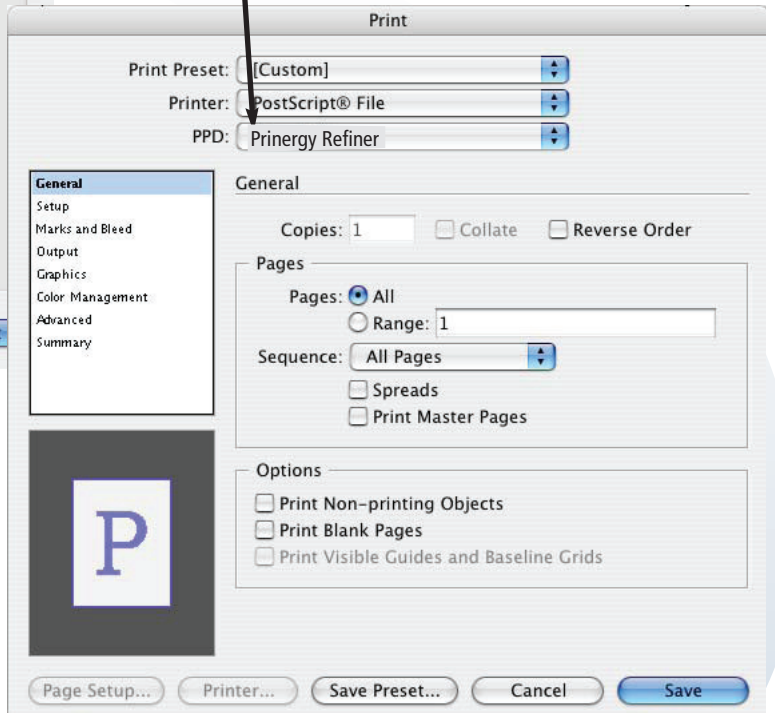 Print
Print Preset: [Custom]
Printer: PostScript® File
PPD: Prinergy Refiner
General
Setup
Marks and Bleed
Output
Graphics
Color Management
Advanced
Summary
General
Copies: 1 Collate Reverse Order
Pages
Pages: All
Range: 1
Sequence: All Pages
Spreads
Print Master Pages
Options
Print Non-printing Objects
Print Blank Pages
Print Visible Guides and Baseline Grids
P
Page Setup... Printer... Save Preset... Cancel Save